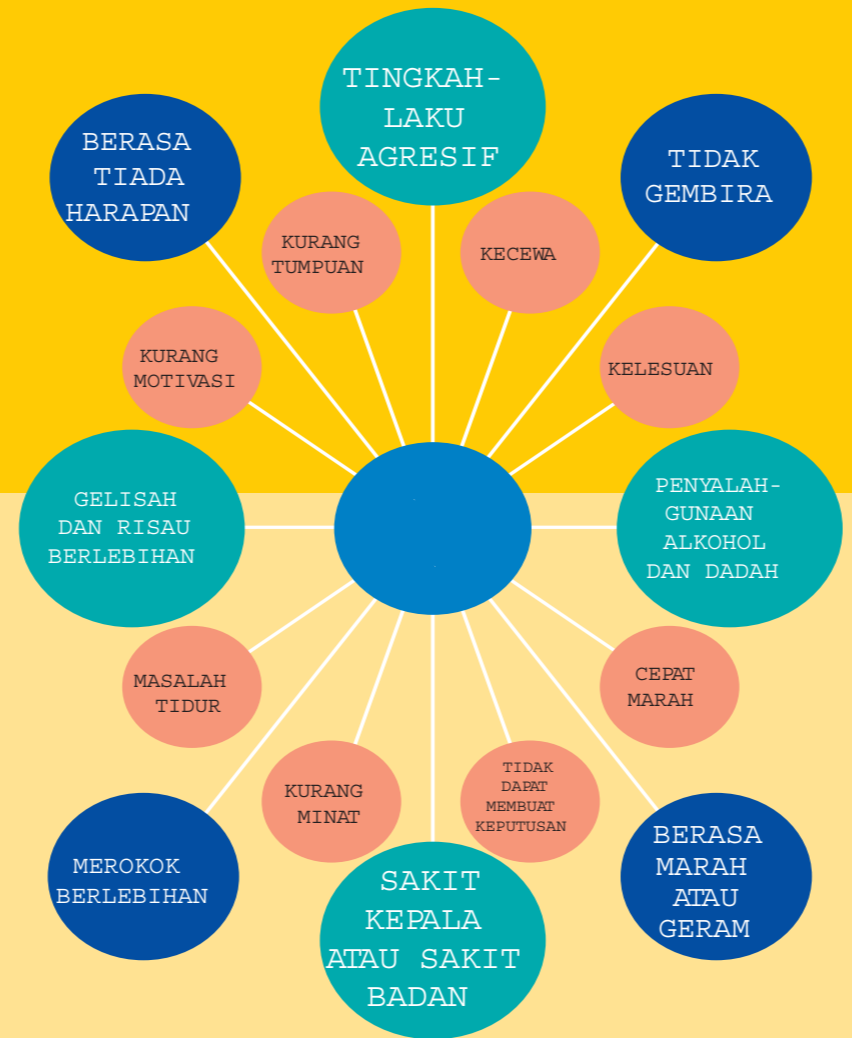 TINGKAH-
LAKU
AGRESIF
BERASA
TIADA
HARAPAN
TIDAK
GEMBIRA
KURANG
TUMPUAN
KECEWA
KURANG
MOTIVASI
KELESUAN
GELISAH
DAN RISAU
BERLEBIHAN
PENYALAH-
GUNAAN
ALKOHOL
DAN DADAH
MASALAH
TIDUR
CEPAT
MARAH
KURANG
MINAT
TIDAK
DAPAT
MEMBUAT
KEPUTUSAN
MEROKOK
BERLEBIHAN
BERASA
MARAH
ATAU
GERAM
SAKIT
KEPALA
ATAU SAKIT
BADAN